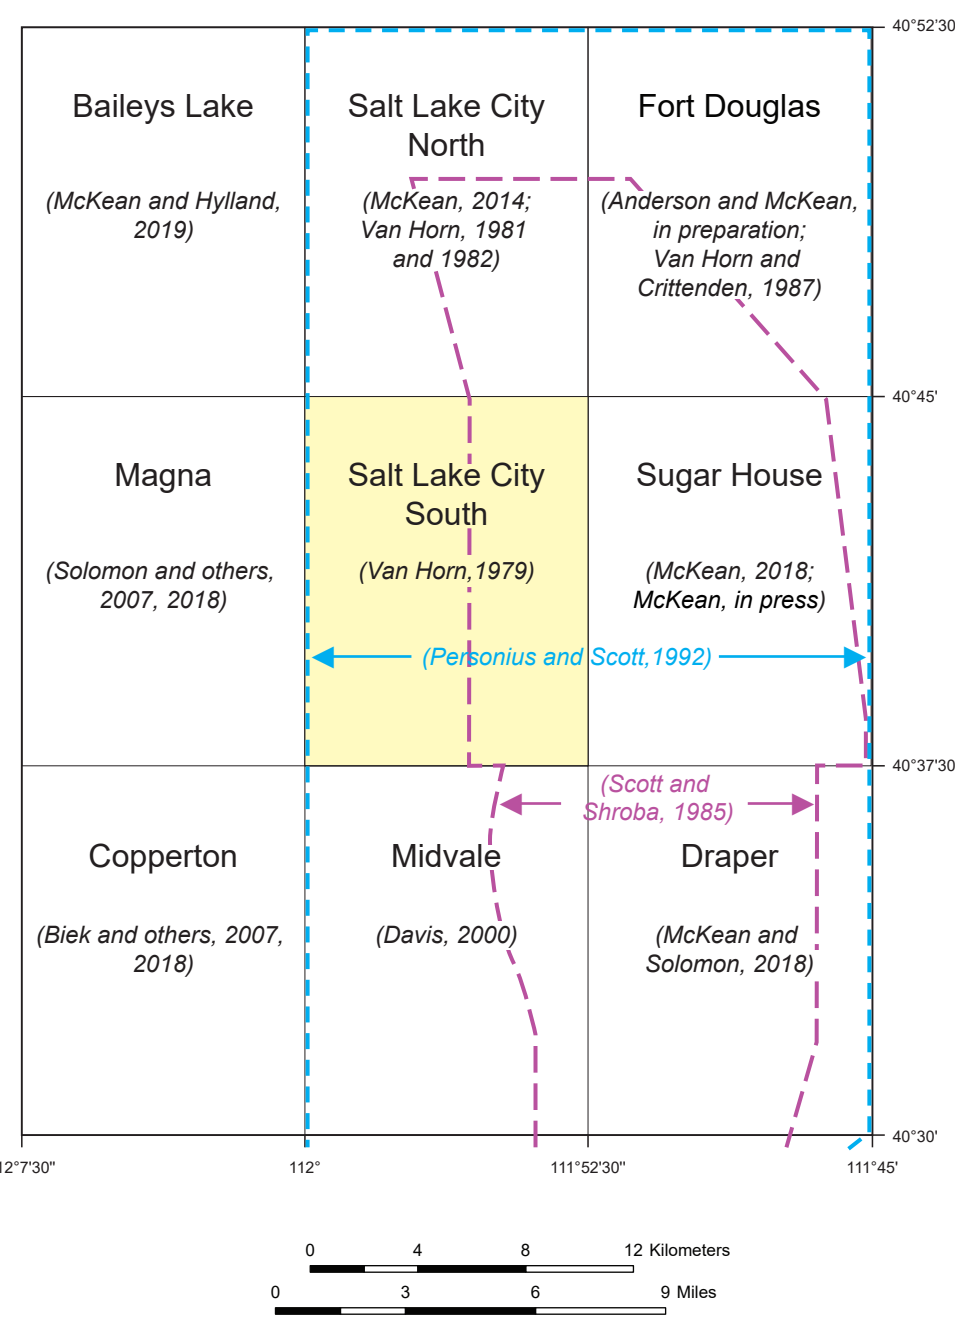 40°52'30
Baileys Lake
(McKean and Hylland,
2019)
Salt Lake City
North
(McKean, 2014;
Van Horn, 1981
and 1982)
Fort Douglas
(Anderson and McKean,
in preparation;
Van Horn and
Crittenden, 1987)
40°45'
Magna
(Solomon and others,
2007, 2018)
Salt Lake City
South
(Van Horn,1979)
Sugar House
(McKean, 2018;
McKean, in press)
(Personius and Scott,1992)
40°37'30
(Scott and
Shroba, 1985)
Copperton
(Biek and others, 2007,
2018)
Midvale
(Davis, 2000)
Draper
(McKean and
Solomon, 2018)
40°30'
12°7'30" 112° 111°52'30" 111°45'
0 4 8 12 Kilometers
0 3 6 9 Miles